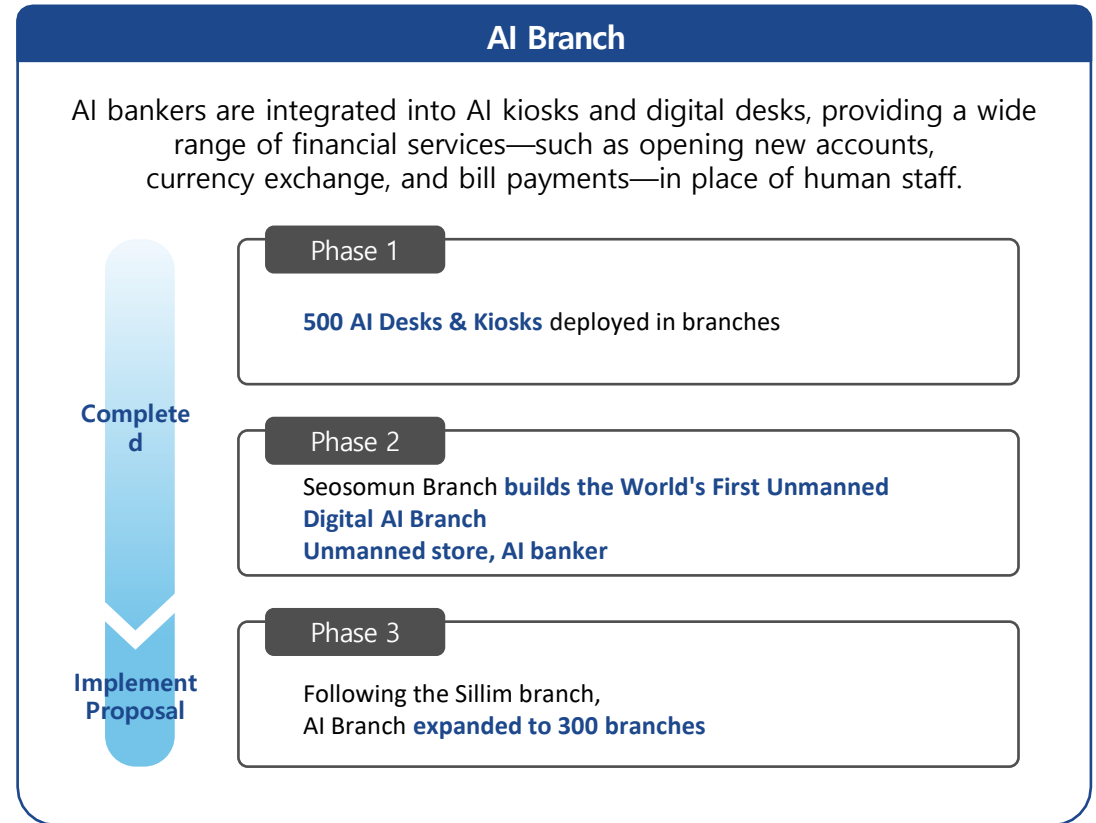 AI Branch
AI bankers are integrated into AI kiosks and digital desks, providing a wide
range of financial services—such as opening new accounts,
currency exchange, and bill payments—in place of human staff.
Phase 1
500 AI Desks & Kiosks deployed in branches
Complete
d
Phase 2
Seosomun Branch builds the World's First Unmanned
Digital AI Branch
Unmanned store, AI banker
Phase 3
Implement
Proposal
Following the Sillim branch,
AI Branch expanded to 300 branches